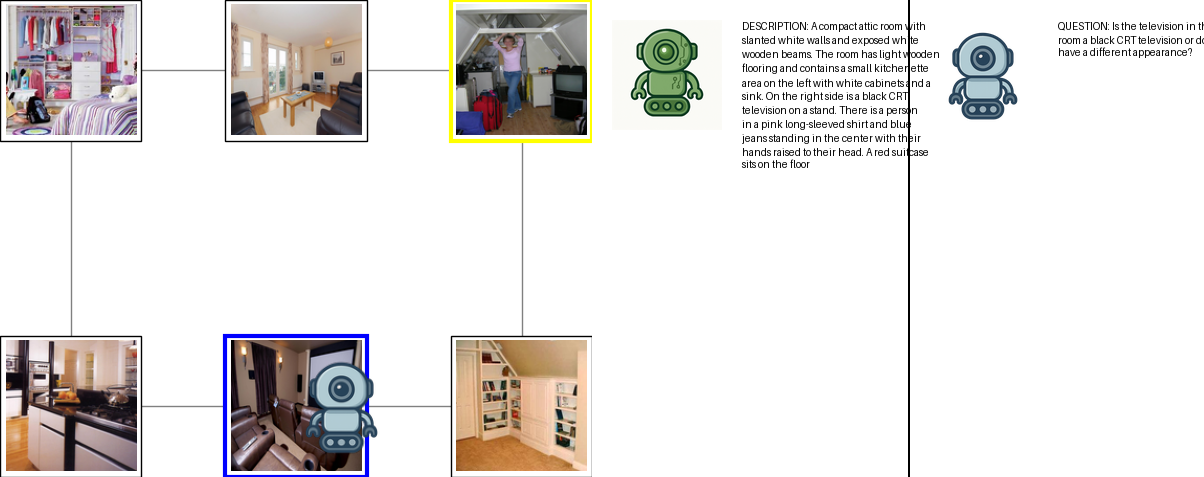 DESCRIPTION: A compact attic room with
slanted white walls and exposed white
wooden beams. The room has light wooden
flooring and contains a small kitchenette
area on the left with white cabinets and a
sink. On the right side is a black CRT
television on a stand. There is a person
in a pink long-sleeved shirt and blue
jeans standing in the center with their
hands raised to their head. A red suitcase
sits on the floor
QUESTION: Is the television in th
room a black CRT television or do
have a different appearance?